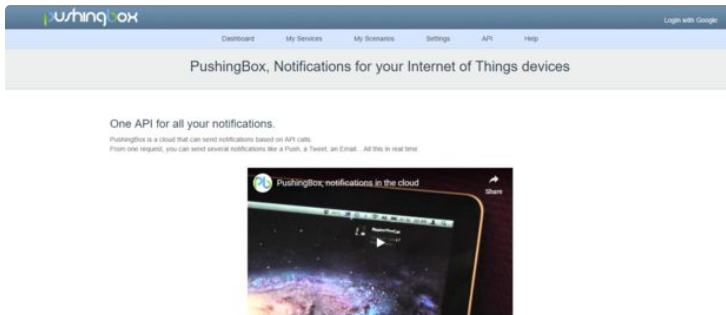 pushingbox
Login with Google
Dashboard My Services My Scenarios Settings API Help
PushingBox, Notifications for your Internet of Things devices
One API for all your notifications.
PushingBox is a cloud that can send notifications based on API calls.
From one request, you can send several notifications like a Push, a Tweet, an Email... All this in real time
PushingBox, notifications in the cloud
Share